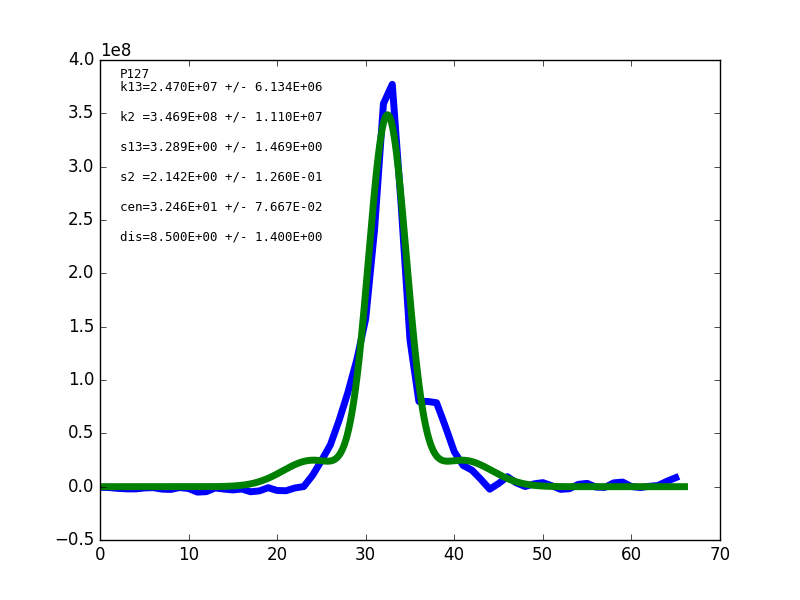 1e8
P127
k13=2.470E+07 +/- 6.134E+06
k2 =3.469E+08 +/- 1.110E+07
s13=3.289E+00 +/- 1.469E+00
s2 =2.142E+00 +/- 1.260E-01
cen=3.246E+01 +/- 7.667E-02
dis=8.500E+00 +/- 1.400E+00
4.0
3.5
3.0
2.5
2.0
1.5
1.0
0.5
0.0
−0.5
0 10 20 30 40 50 60 70